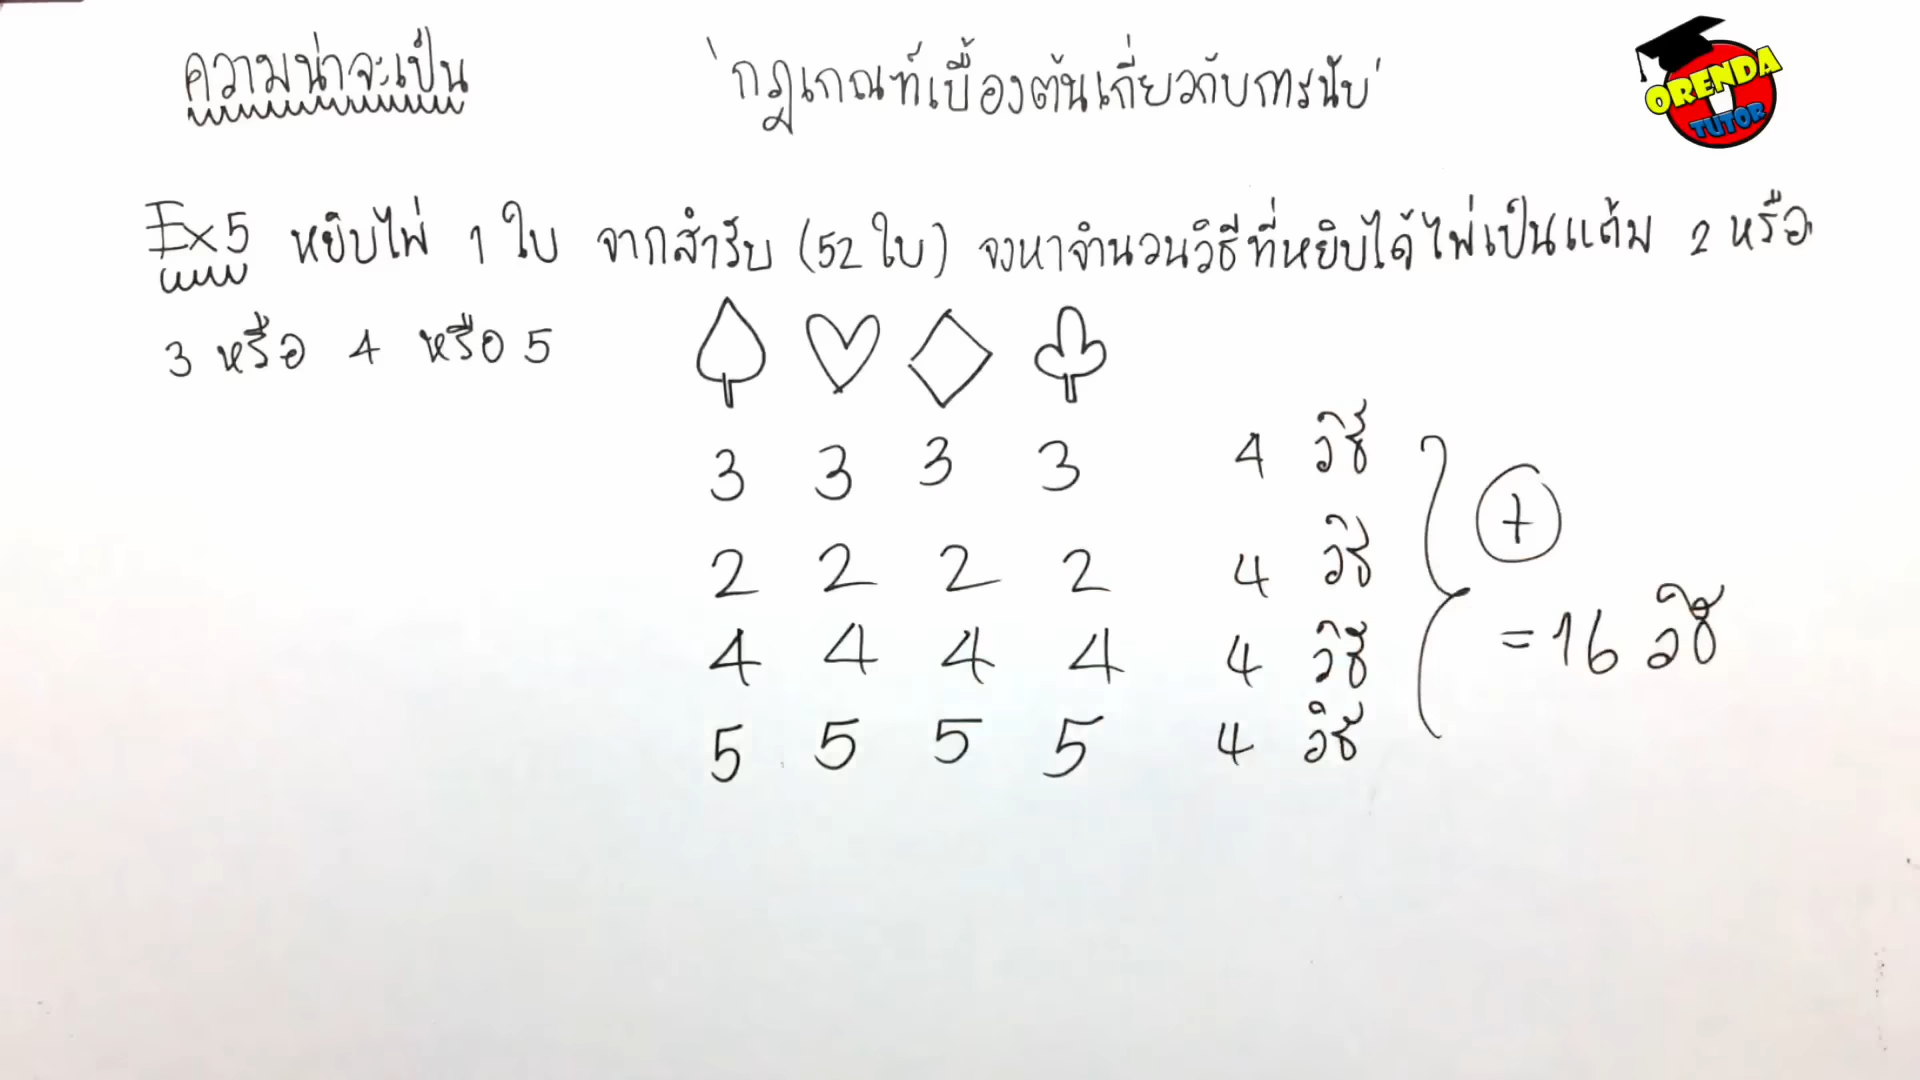 ความน่าจะเป็น 'กฎเกณฑ์เบื้องต้นเกี่ยวกับการนับ'
ORENDA
TUTOR
Ex5 หยิบไพ่ 1 ใบ จากสำรับ (52 ใบ) จงหาจำนวนวิธีที่หยิบได้ไพ่เป็นแต้ม 2 หรือ
3 หรือ 4 หรือ 5
3 3 3 3 4 วิธี
+
2 2 2 2 4 วิธี
= 16 วิธี
4 4 4 4 4 วิธี
5 5 5 5 4 วิธี